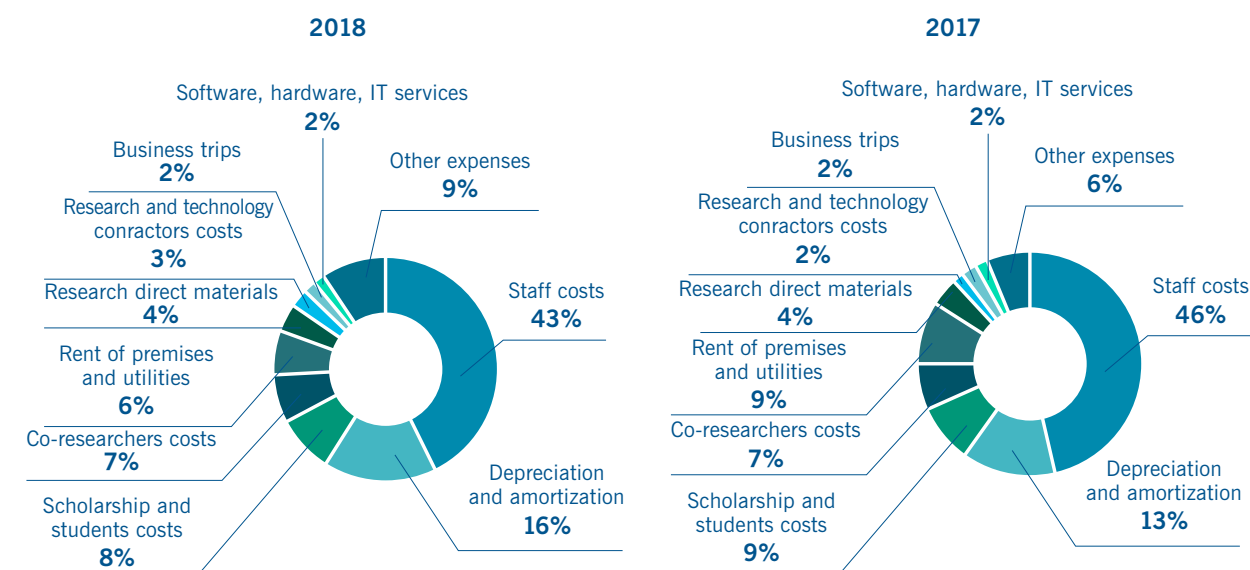 2018
Software, hardware, IT services
2%
Business trips
2%
Other expenses
9%
Research and technology
conractors costs
3%
Research direct materials
4%
Staff costs
43%
Rent of premises
and utilities
6%
Co-researchers costs
7%
Depreciation
and amortization
16%
Scholarship and
students costs
8%
2017
Software, hardware, IT services
2%
Business trips
2%
Other expenses
6%
Research and technology
conractors costs
2%
Research direct materials
4%
Staff costs
46%
Rent of premises
and utilities
9%
Co-researchers costs
7%
Depreciation
and amortization
13%
Scholarship and
students costs
9%